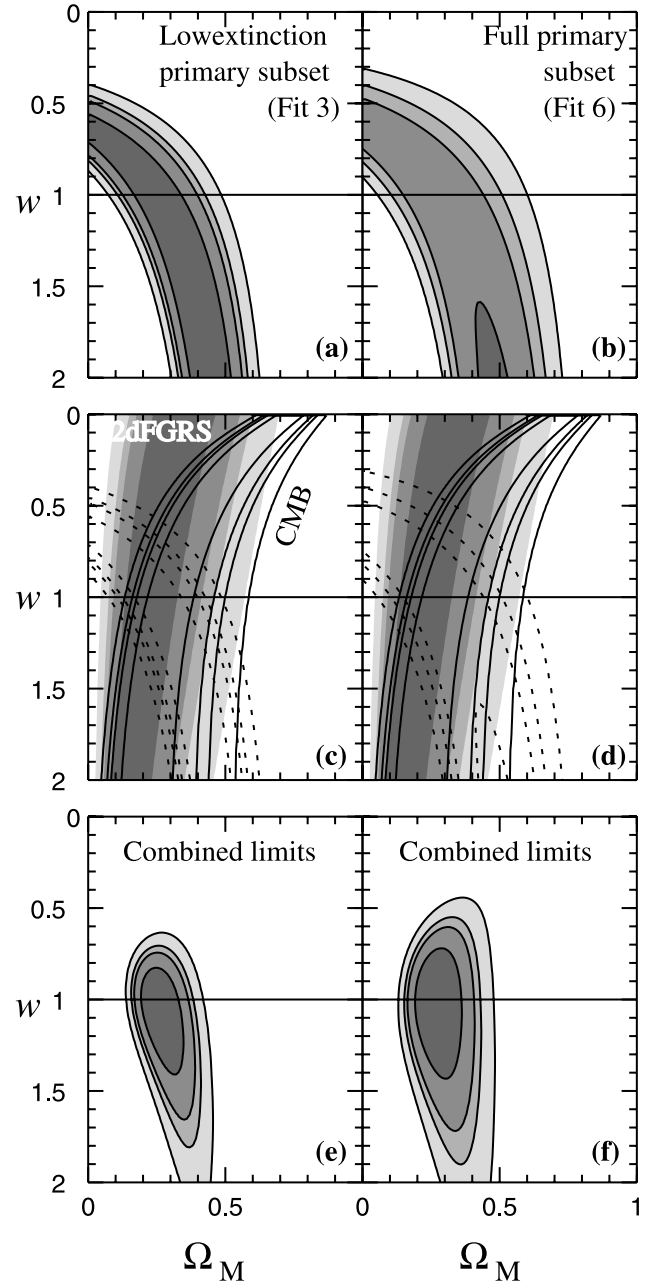 0
Lowextinction
primary subset
(Fit 3)
Full primary
subset
(Fit 6)
0.5
w
1
1.5
(a)
(b)
2
0
2dFGRS
0.5
CMB
w
1
1.5
(c)
(d)
2
0
Combined limits
Combined limits
0.5
w
1
1.5
(e)
(f)
2
0
0.5
0
0.5
1
Ω_M
Ω_M